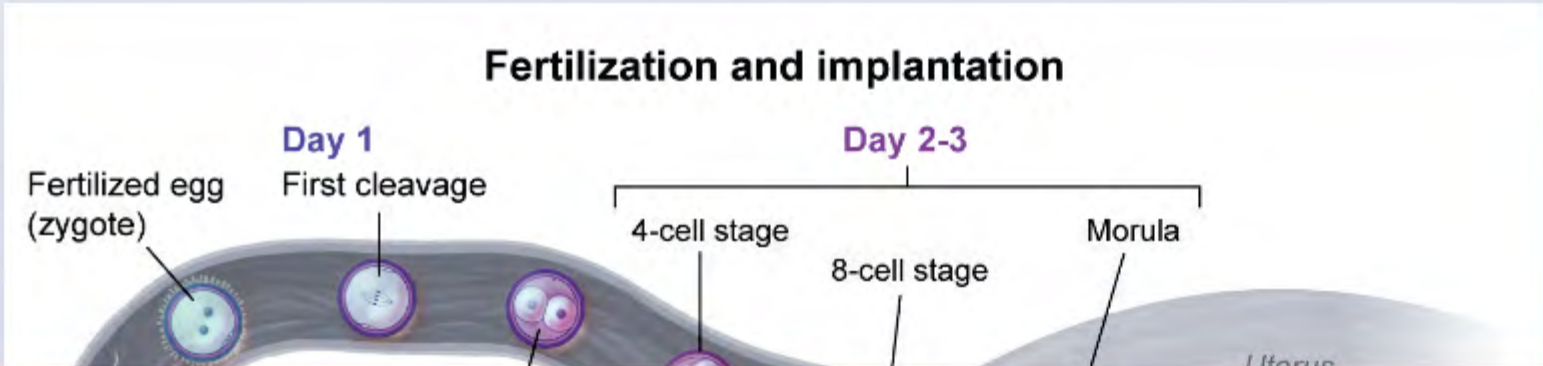 Fertilization and implantation
Day 1
Day 2-3
Fertilized egg
(zygote)
First cleavage
4-cell stage
8-cell stage
Morula
Uterus